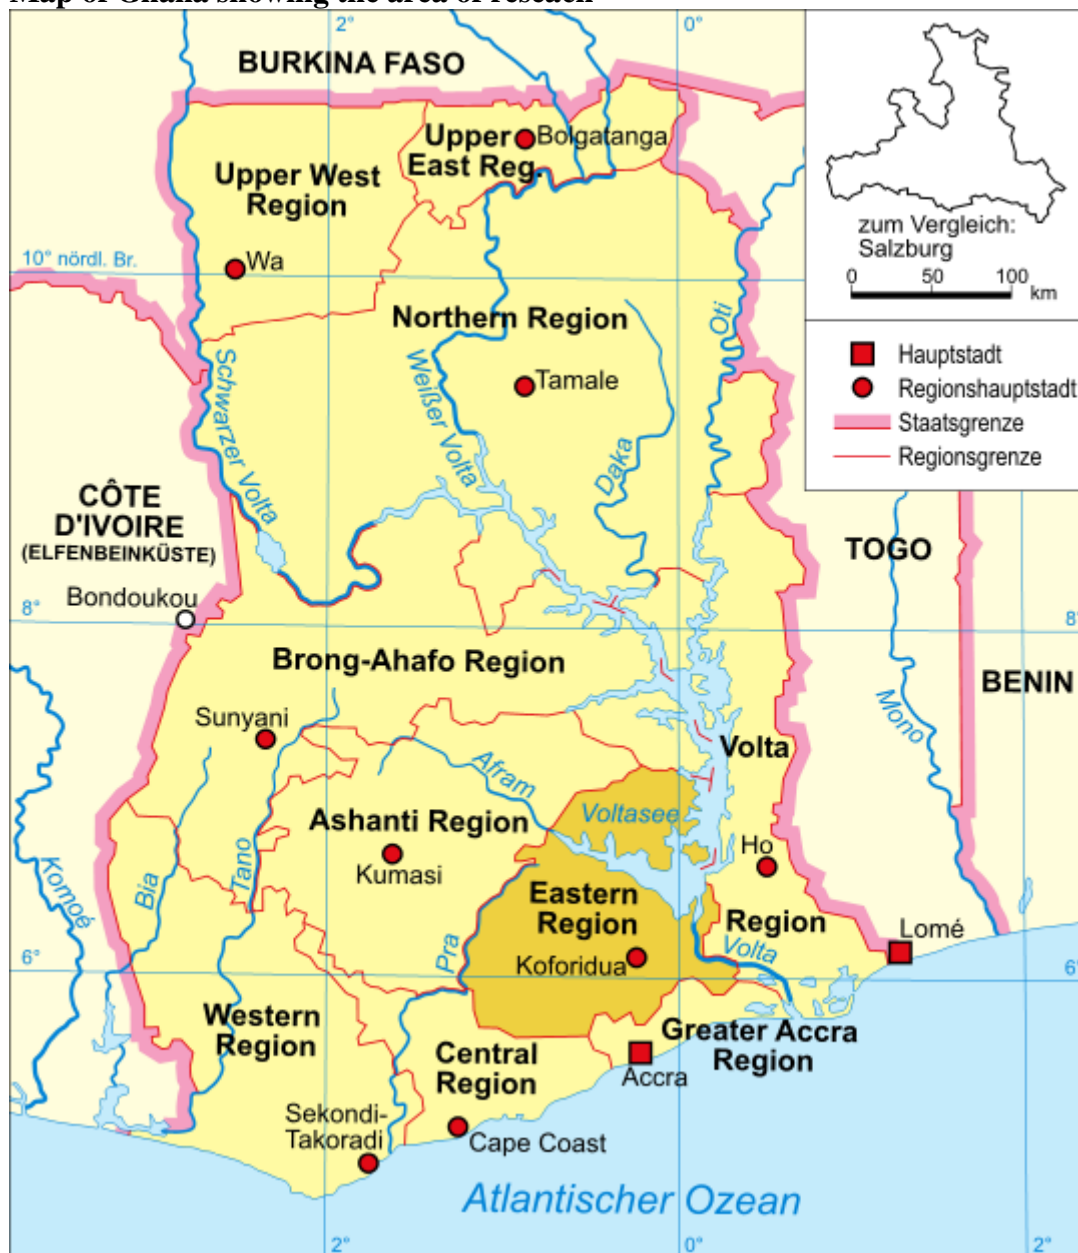 Map of Ghana showing the area of reseach
2°
0°
BURKINA FASO
Upper
East Reg.
Bolgatanga
Upper West
Region
zum Vergleich:
Salzburg
0 50 100
km
10° nördl. Br.
Wa
Northern Region
Oti
Hauptstadt
Regionshauptstadt
Staatsgrenze
Regionsgrenze
Schwarzer Volta
Weißer Volta
Tamale
Daka
CÔTE
D'IVOIRE
(ELFENBEINKÜSTE)
TOGO
Bondoukou
8°
8°
Brong-Ahafo Region
BENIN
Sunyani
Mono
Volta
Afram
Voltasee
Ashanti Region
Ho
Kumasi
Komoé
Bia
Tano
Eastern
Region
Region
Lomé
Pra
Koforidua
Volta
6°
6°
Western
Region
Greater Accra
Region
Central
Region
Accra
Sekondi-
Takoradi
Cape Coast
Atlantischer Ozean
2°
0°
2°